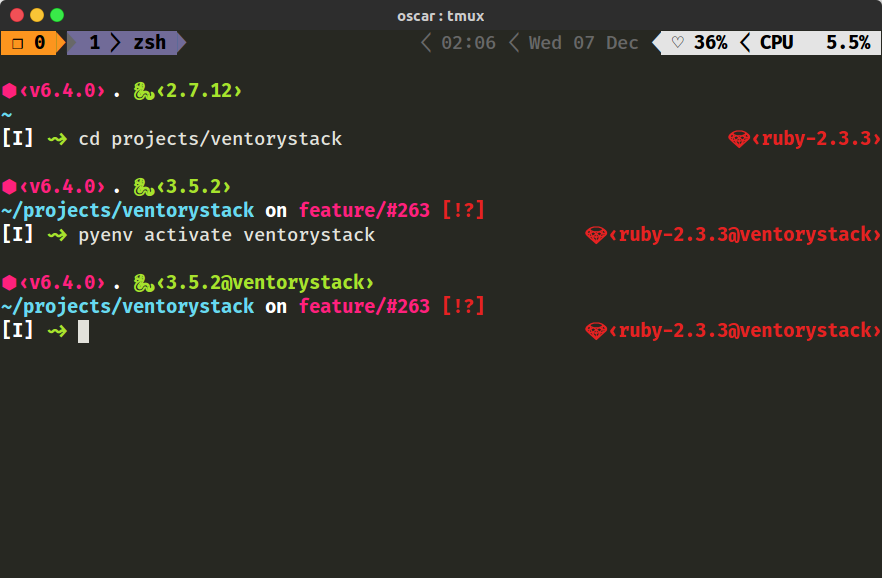 oscar : tmux
❐ 0 1 zsh 02:06 Wed 07 Dec ♡ 36% CPU 5.5%
⬢‹v6.4.0› . 🐍‹2.7.12›
~
[I] ⇝ cd projects/ventorystack ‹ruby-2.3.3›
⬢‹v6.4.0› . 🐍‹3.5.2›
~/projects/ventorystack on feature/#263 [!?]
[I] ⇝ pyenv activate ventorystack ‹ruby-2.3.3@ventorystack›
⬢‹v6.4.0› . 🐍‹3.5.2@ventorystack›
~/projects/ventorystack on feature/#263 [!?]
[I] ⇝ ‹ruby-2.3.3@ventorystack›